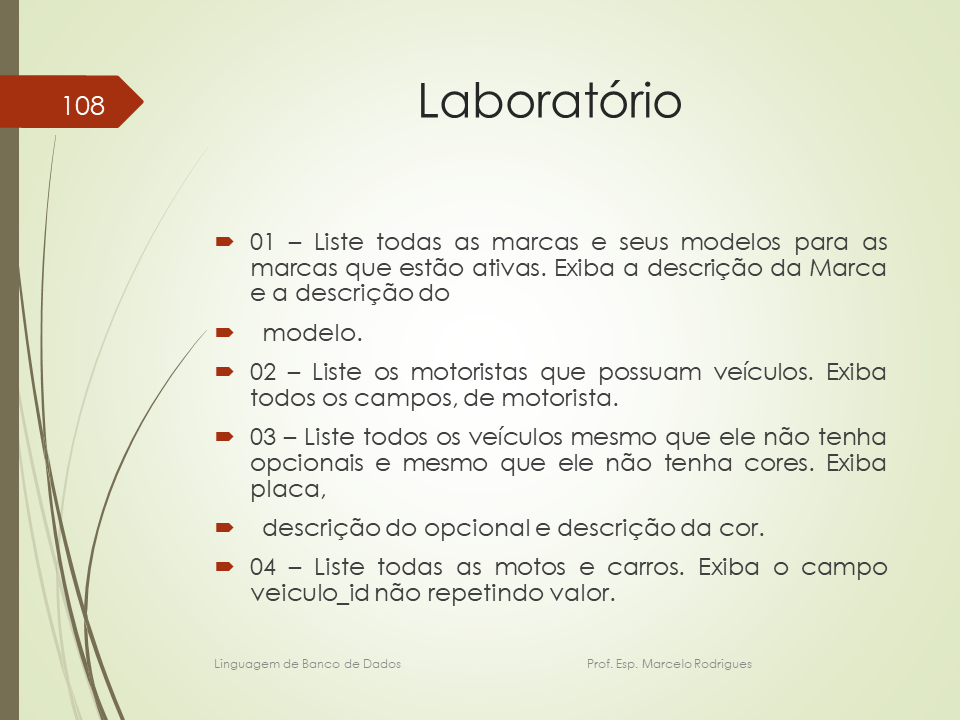 108
Laboratório
01 – Liste todas as marcas e seus modelos para as
marcas que estão ativas. Exiba a descrição da Marca
e a descrição do
modelo.
02 – Liste os motoristas que possuam veículos. Exiba
todos os campos, de motorista.
03 – Liste todos os veículos mesmo que ele não tenha
opcionais e mesmo que ele não tenha cores. Exiba
placa,
descrição do opcional e descrição da cor.
04 – Liste todas as motos e carros. Exiba o campo
veiculo_id não repetindo valor.
Linguagem de Banco de Dados Prof. Esp. Marcelo Rodrigues